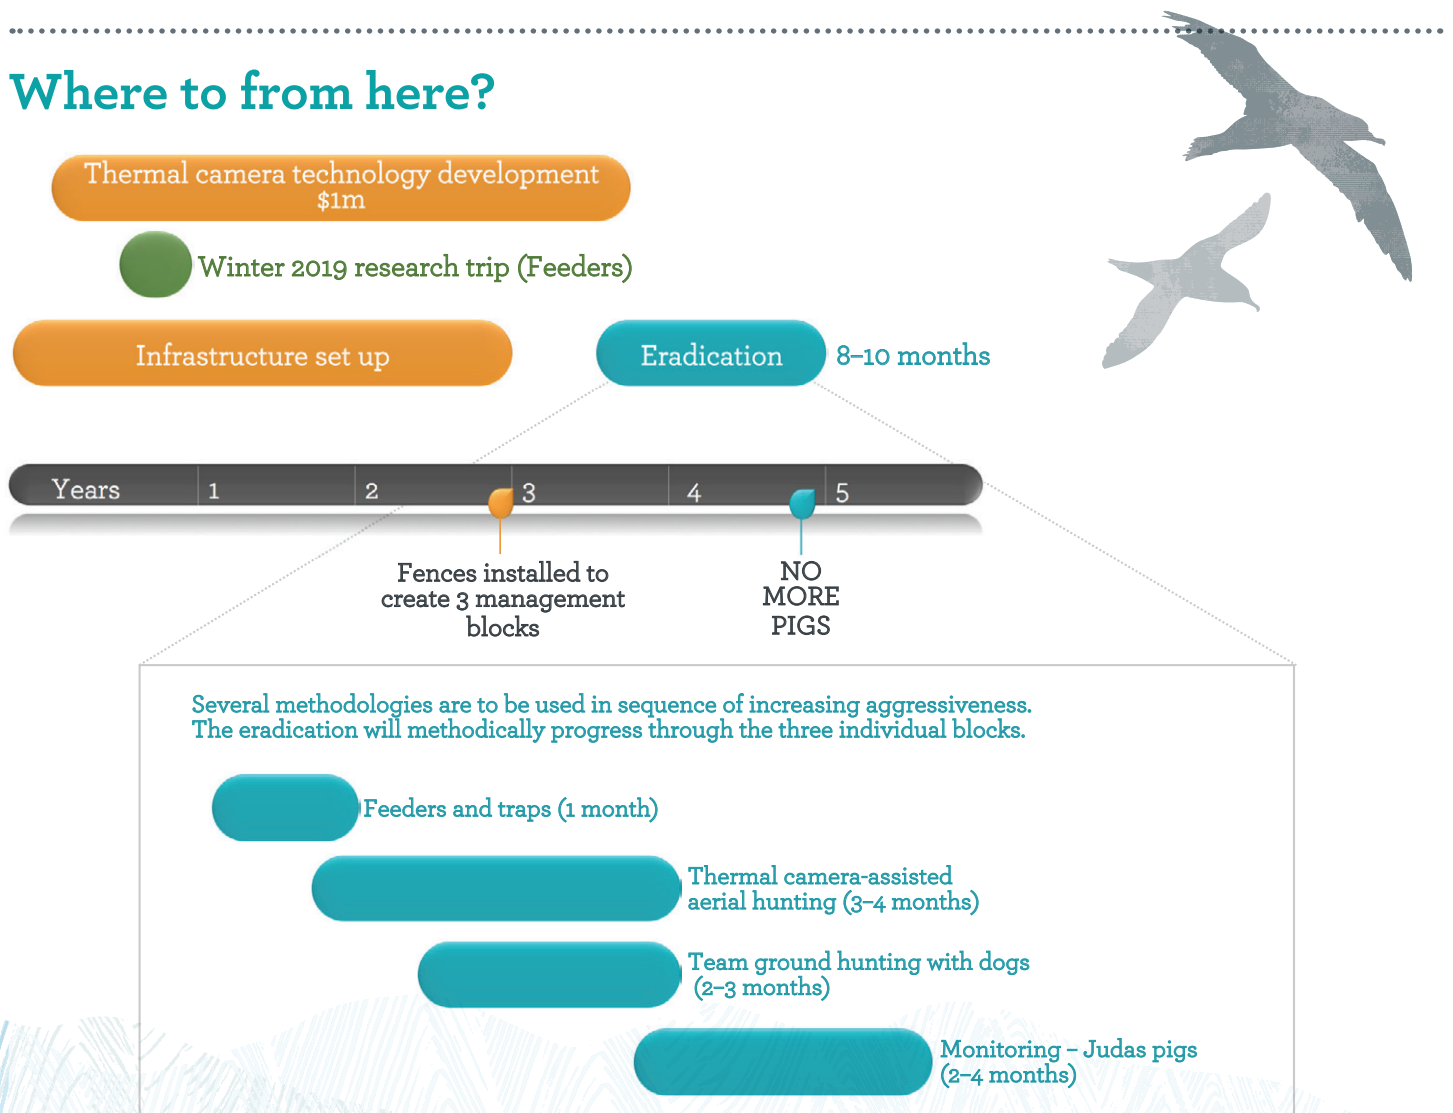 Where to from here?
Thermal camera technology development
$1m
Winter 2019 research trip (Feeders)
Infrastructure set up
Eradication
8–10 months
Years
1
2
3
4
5
Fences installed to
create 3 management
blocks
NO
MORE
PIGS
Several methodologies are to be used in sequence of increasing aggressiveness.
The eradication will methodically progress through the three individual blocks.
Feeders and traps (1 month)
Thermal camera-assisted
aerial hunting (3–4 months)
Team ground hunting with dogs
(2–3 months)
Monitoring – Judas pigs
(2–4 months)